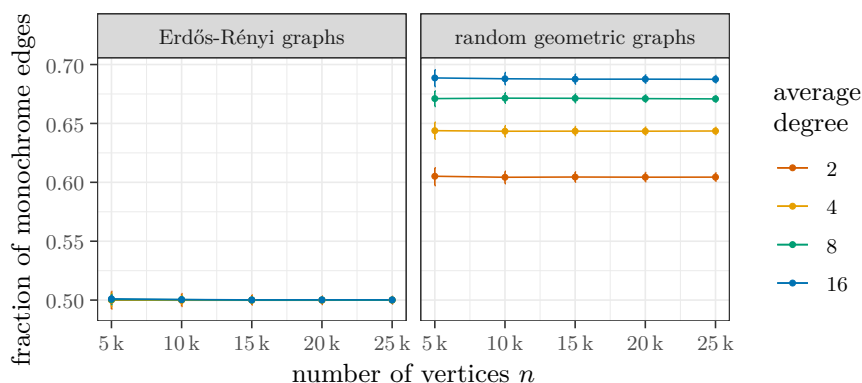 Erdős-Rényi graphs
random geometric graphs
fraction of monochrome edges
0.70
0.65
0.60
0.55
0.50
5 k 10 k 15 k 20 k 25 k
5 k 10 k 15 k 20 k 25 k
number of vertices n
average
degree
2
4
8
16